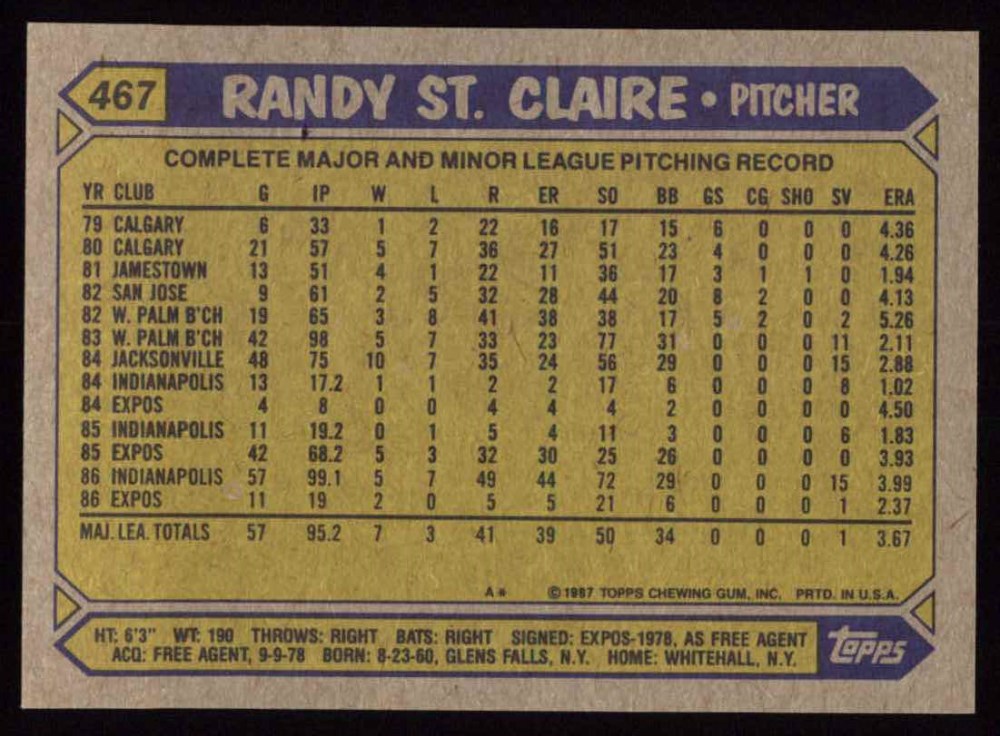 467 RANDY ST. CLAIRE • PITCHER
COMPLETE MAJOR AND MINOR LEAGUE PITCHING RECORD
YR CLUB G IP W L R ER SO BB GS CG SHO SV ERA
79 CALGARY 6 33 1 2 22 16 17 15 6 0 0 0 4.36
80 CALGARY 21 57 5 7 36 27 51 23 4 0 0 0 4.26
81 JAMESTOWN 13 51 4 1 22 11 36 17 3 1 1 0 1.94
82 SAN JOSE 9 61 2 5 32 28 44 20 8 2 0 0 4.13
82 W. PALM B'CH 19 65 3 8 41 38 38 17 5 2 0 2 5.26
83 W. PALM B'CH 42 98 5 7 33 23 77 31 0 0 0 11 2.11
84 JACKSONVILLE 48 75 10 7 35 24 56 29 0 0 0 15 2.88
84 INDIANAPOLIS 13 17.2 1 1 2 2 17 6 0 0 0 8 1.02
84 EXPOS 4 8 0 0 4 4 4 2 0 0 0 0 4.50
85 INDIANAPOLIS 11 19.2 0 1 5 4 11 3 0 0 0 6 1.83
85 EXPOS 42 68.2 5 3 32 30 25 26 0 0 0 0 3.93
86 INDIANAPOLIS 57 99.1 5 7 49 44 72 29 0 0 0 15 3.99
86 EXPOS 11 19 2 0 5 5 21 6 0 0 0 1 2.37
MAJ. LEA. TOTALS 57 95.2 7 3 41 39 50 34 0 0 0 1 3.67
A* ©1987 TOPPS CHEWING GUM, INC. PRTD. IN U.S.A.
HT: 6'3" WT: 190 THROWS: RIGHT BATS: RIGHT SIGNED: EXPOS-1978, AS FREE AGENT
ACQ: FREE AGENT, 9-9-78 BORN: 8-23-60, GLENS FALLS, N.Y. HOME: WHITEHALL, N.Y.
topps